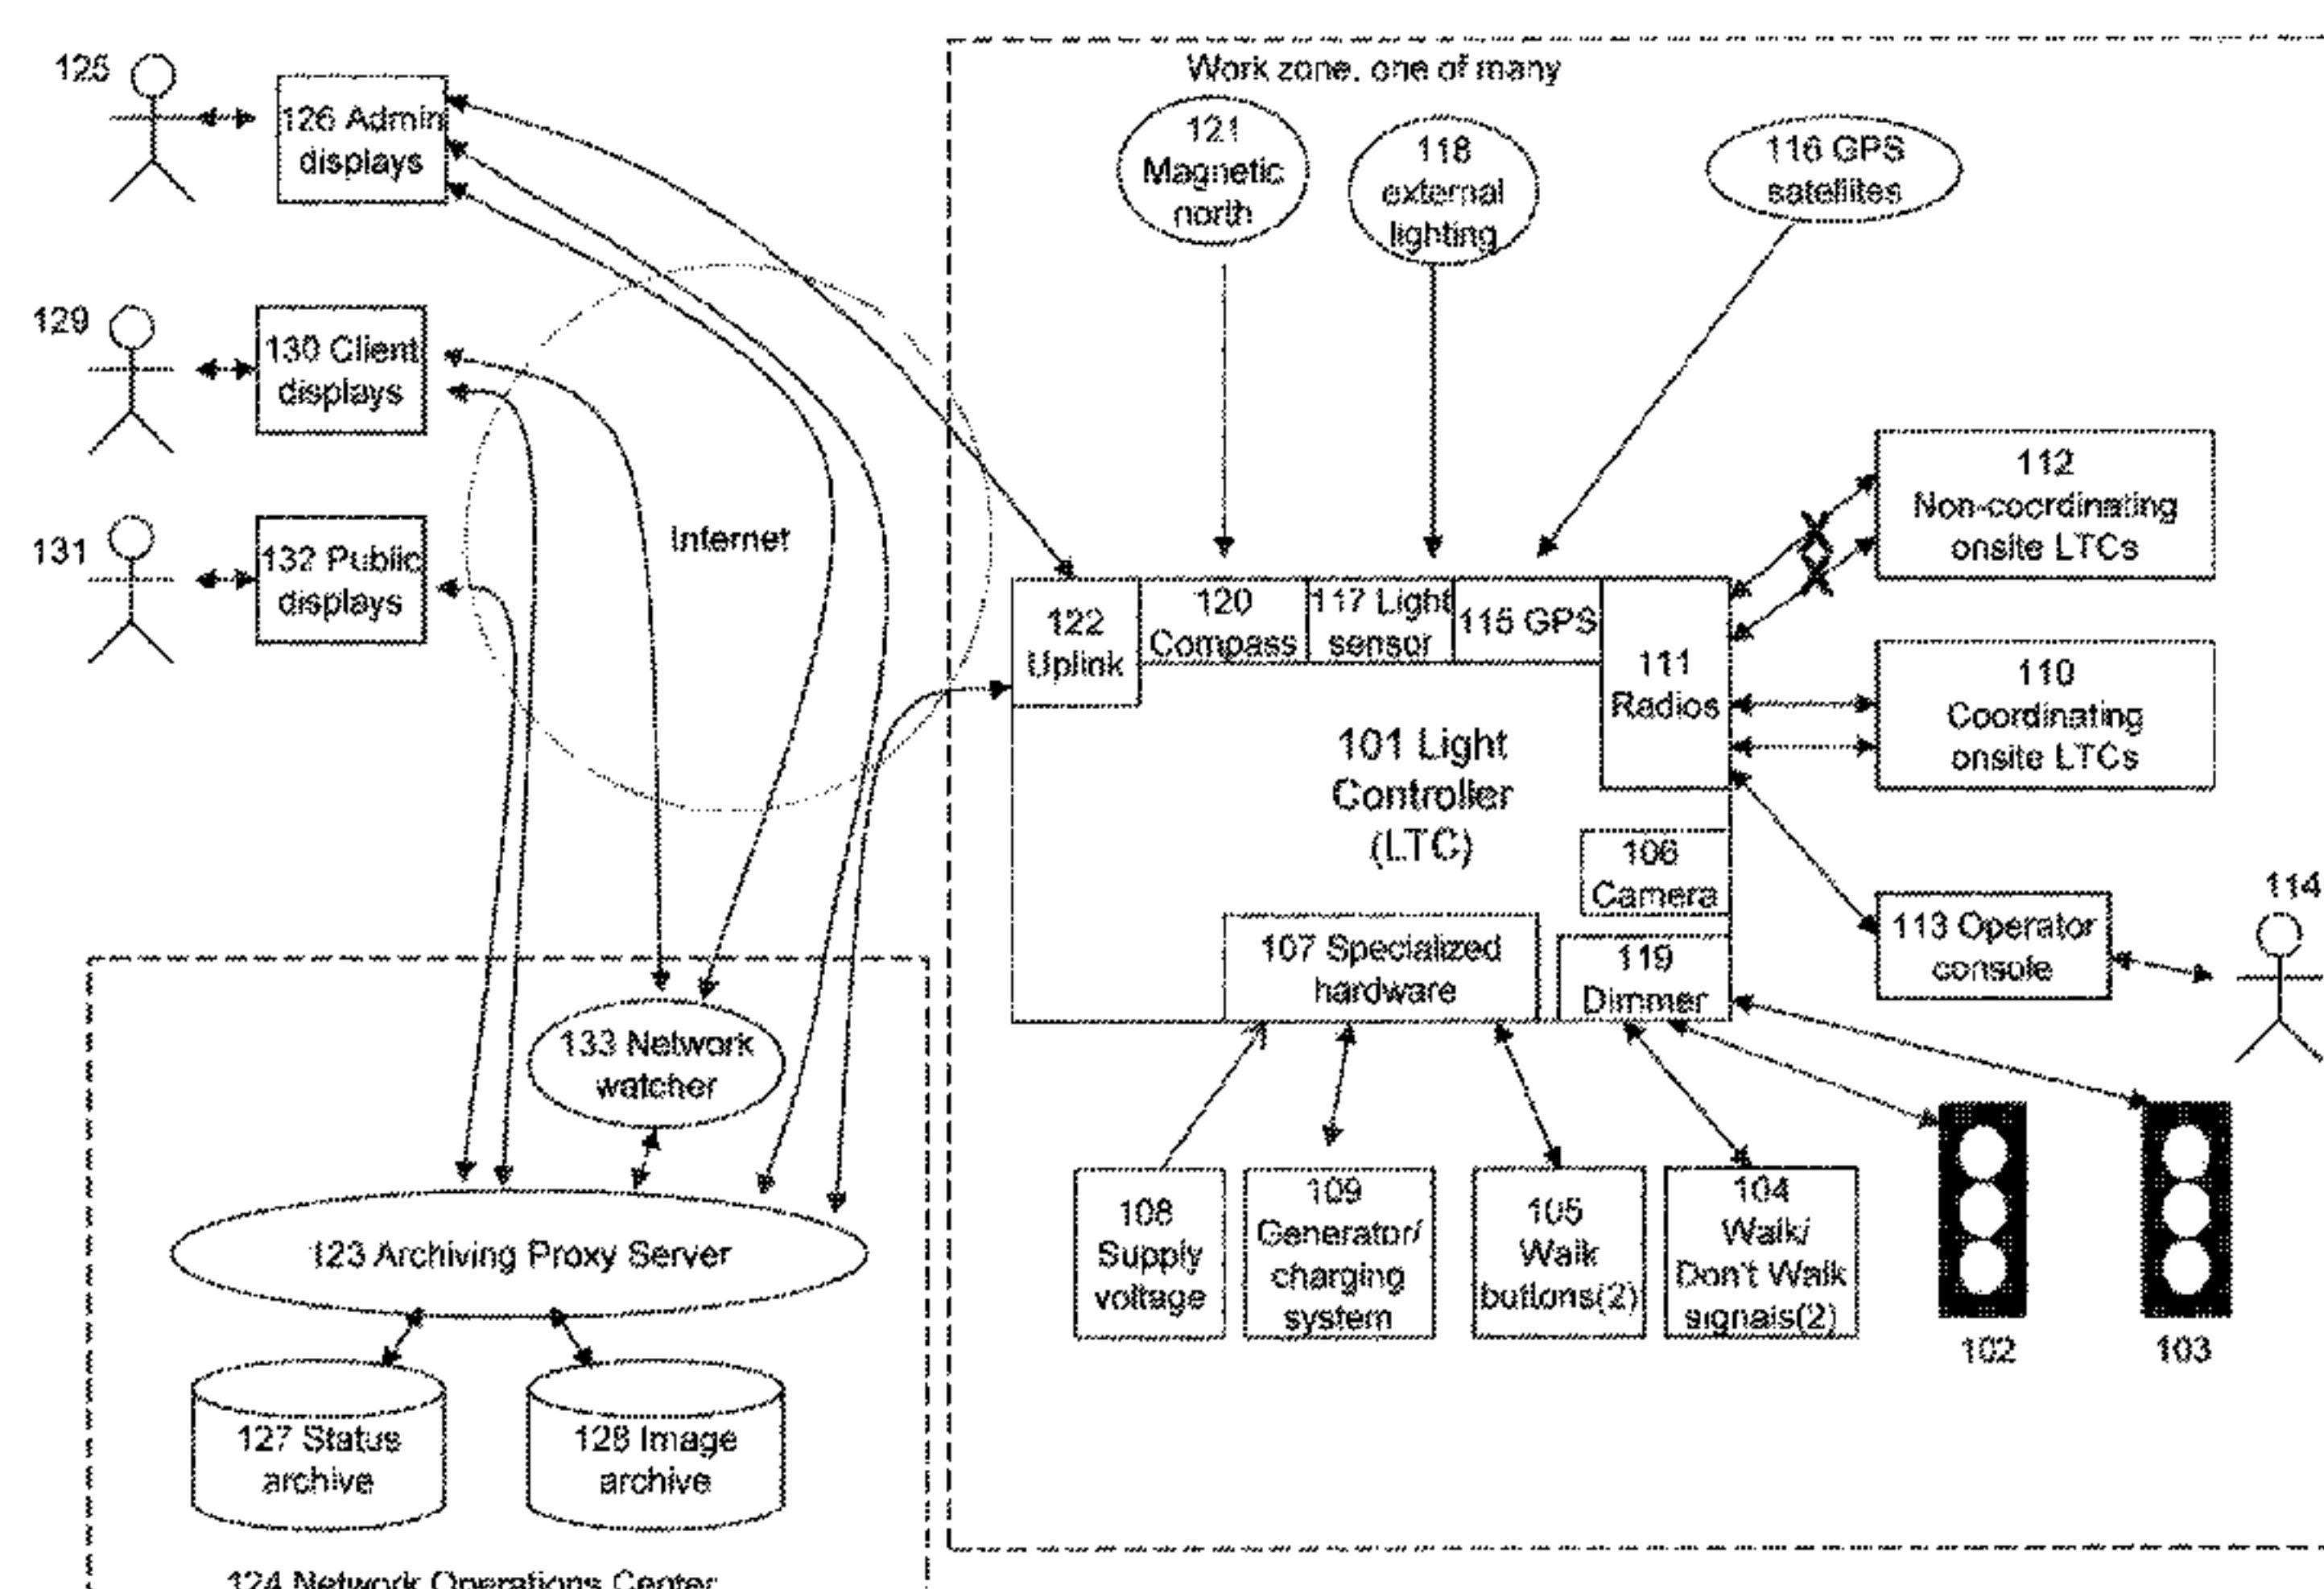 125
126 Admin
displays
129
130 Client
displays
131
132 Public
displays
Internet
Work zone, one of many
121
Magnetic
north
118
external
lighting
116 GPS
satellites
112
Non-coordinating
onsite LTCs
110
Coordinating
onsite LTCs
122
Uplink
120
Compass
117 Light
sensor
115 GPS
111
Radios
101 Light
Controller
(LTC)
106
Camera
107 Specialized
hardware
119
Dimmer
113 Operator
console
114
108
Supply
voltage
109
Generator/
charging
system
105
Walk
buttons(2)
104
Walk/
Don't Walk
signals(2)
102
103
133 Network
watcher
123 Archiving Proxy Server
127 Status
archive
128 Image
archive
124 Network Operations Center